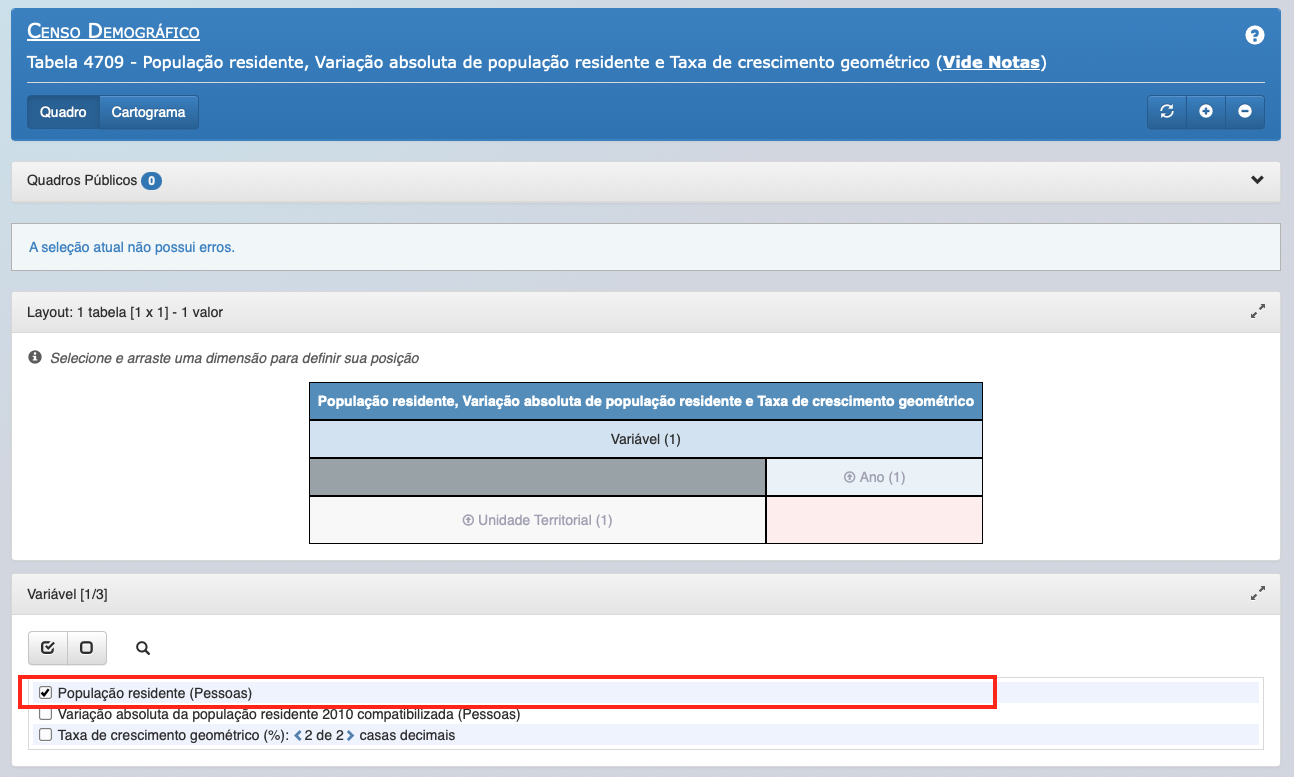 Censo Demográfico
Tabela 4709 - População residente, Variação absoluta de população residente e Taxa de crescimento geométrico (Vide Notas)
Quadro Cartograma
Quadros Públicos 0
A seleção atual não possui erros.
Layout: 1 tabela [1 x 1] - 1 valor
Selecione e arraste uma dimensão para definir sua posição
População residente, Variação absoluta de população residente e Taxa de crescimento geométrico
Variável (1)
Ano (1)
Unidade Territorial (1)
Variável [1/3]
População residente (Pessoas)
Variação absoluta da população residente 2010 compatibilizada (Pessoas)
Taxa de crescimento geométrico (%): 2 de 2 casas decimais